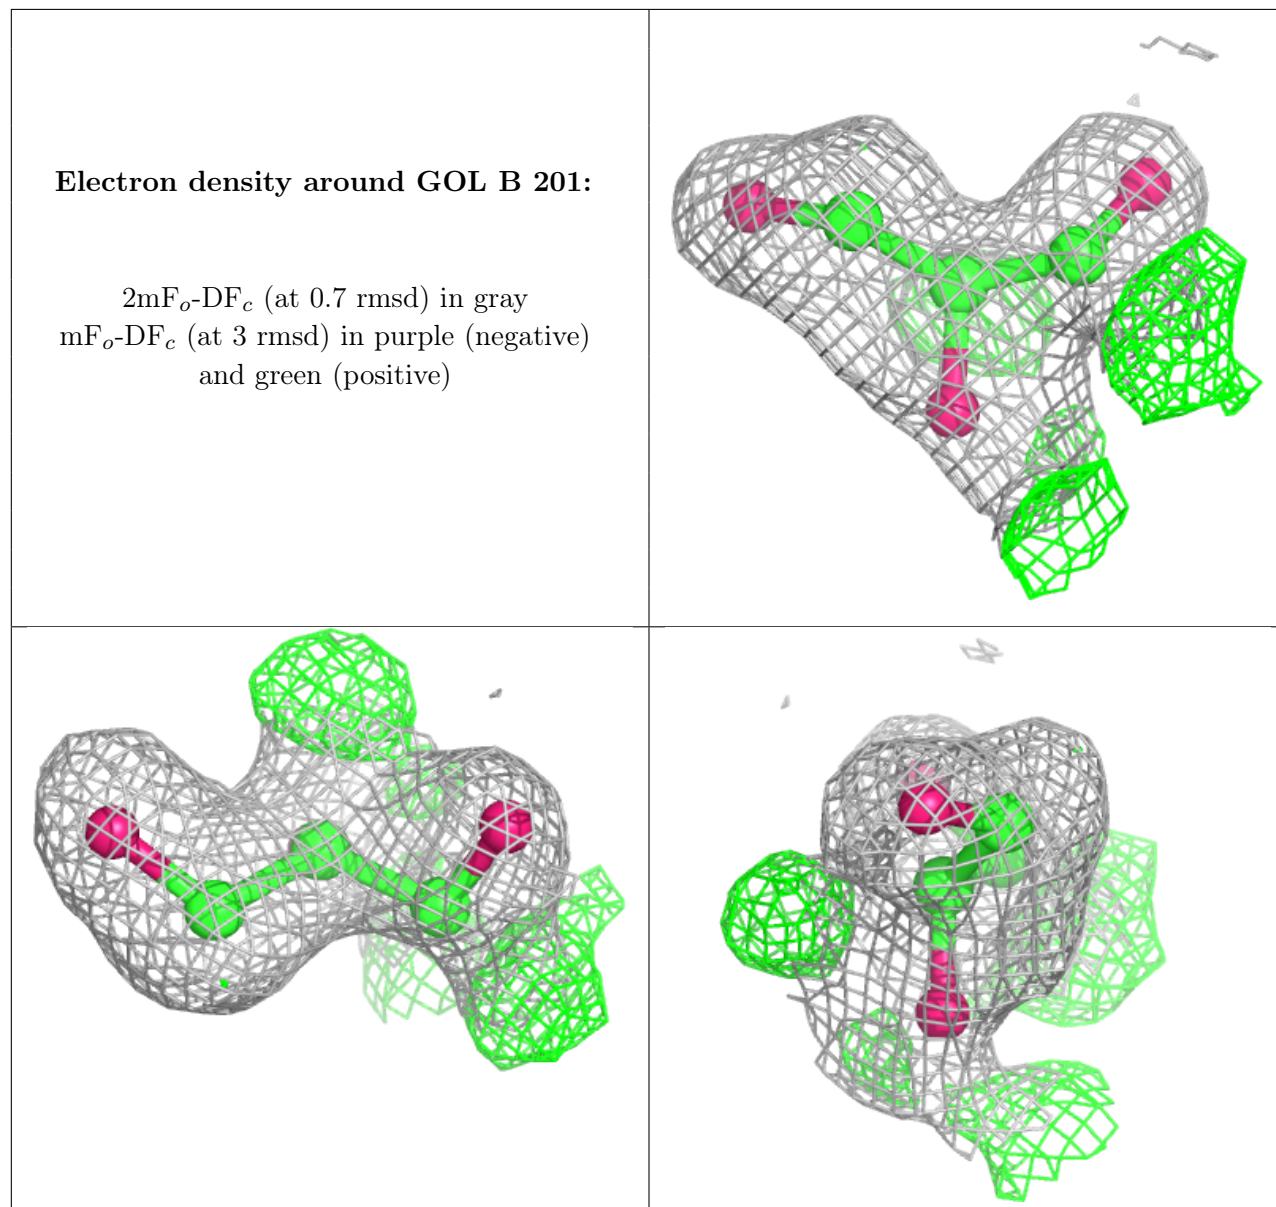 Electron density around GOL B 201:
2mFo-DFc (at 0.7 rmsd) in gray
mFo-DFc (at 3 rmsd) in purple (negative)
and green (positive)